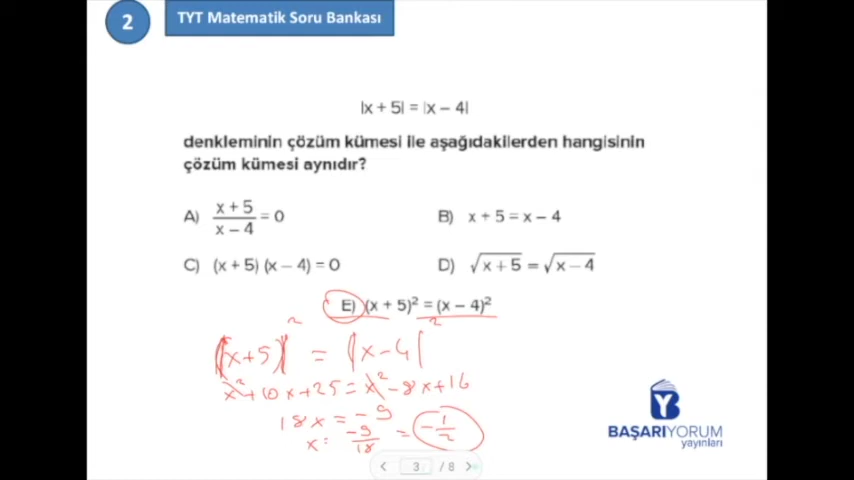 2 TYT Matematik Soru Bankası
|x + 5| = |x – 4|
denkleminin çözüm kümesi ile aşağıdakilerden hangisinin
çözüm kümesi aynıdır?
A) (x + 5)/(x – 4) = 0 B) x + 5 = x – 4
C) (x + 5) (x – 4) = 0 D) √(x + 5) = √(x – 4)
E) (x + 5)² = (x – 4)²
|x+5|² = |x-4|²
x²+10x+25 = x²-8x+16
18x = -9
x = -9/18 = -1/2
BAŞARIYORUM
yayınları
< 3 / 8 >